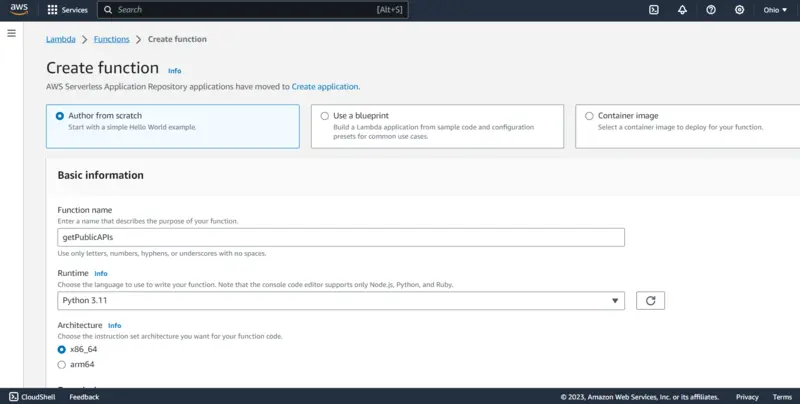 aws
Services
Search
[Alt+S]
Ohio
Lambda > Functions > Create function
Create function Info
AWS Serverless Application Repository applications have moved to Create application.
Author from scratch
Start with a simple Hello World example.
Use a blueprint
Build a Lambda application from sample code and configuration
presets for common use cases.
Container image
Select a container image to deploy for your function.
Basic information
Function name
Enter a name that describes the purpose of your function.
getPublicAPIs
Use only letters, numbers, hyphens, or underscores with no spaces.
Runtime Info
Choose the language to use to write your function. Note that the console code editor supports only Node.js, Python, and Ruby.
Python 3.11
Architecture Info
Choose the instruction set architecture you want for your function code.
x86_64
arm64
CloudShell
Feedback
© 2023, Amazon Web Services, Inc. or its affiliates.
Privacy
Terms